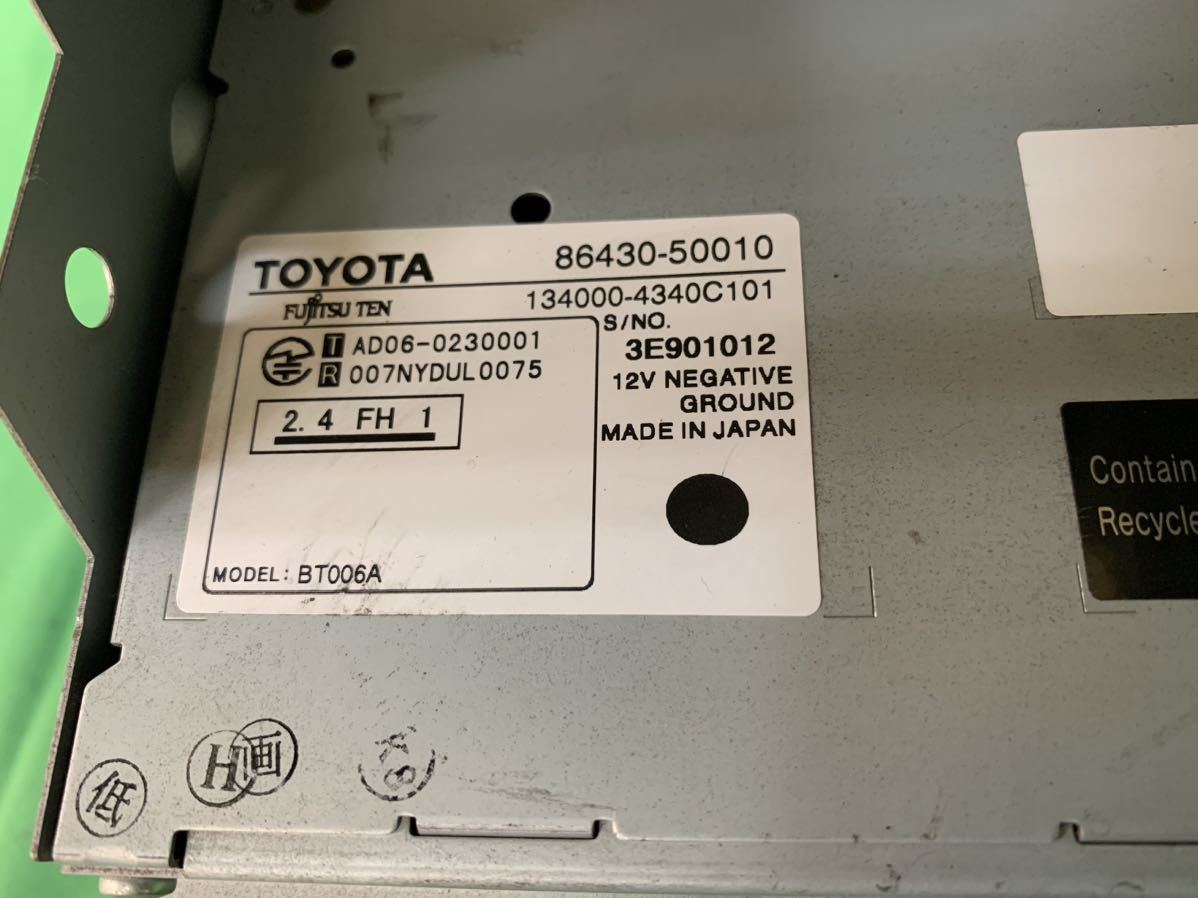 TOYOTA 86430-50010
FUJITSU TEN 134000-4340C101
T AD06-0230001
R 007NYDUL0075
2.4 FH 1
MODEL: BT006A
S/NO.
3E901012
12V NEGATIVE
GROUND
MADE IN JAPAN
Contain
Recycle
低
H
画